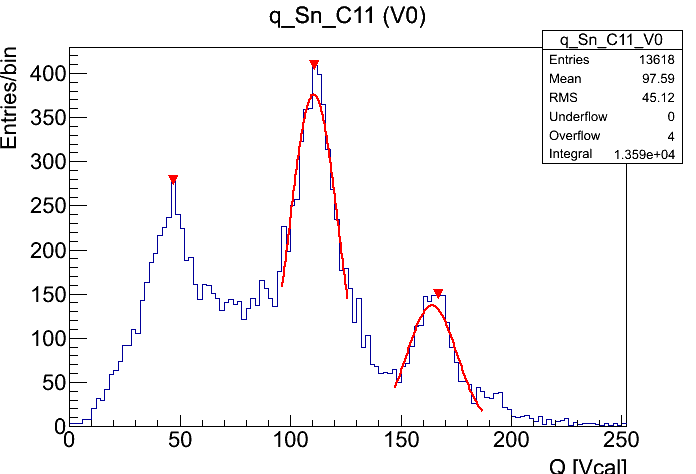 q_Sn_C11 (V0)
q_Sn_C11_V0
Entries 13618
Mean 97.59
RMS 45.12
Underflow 0
Overflow 4
Integral 1.359e+04
Entries/bin
400
350
300
250
200
150
100
50
0
0 50 100 150 200 250
Q [Vcal]